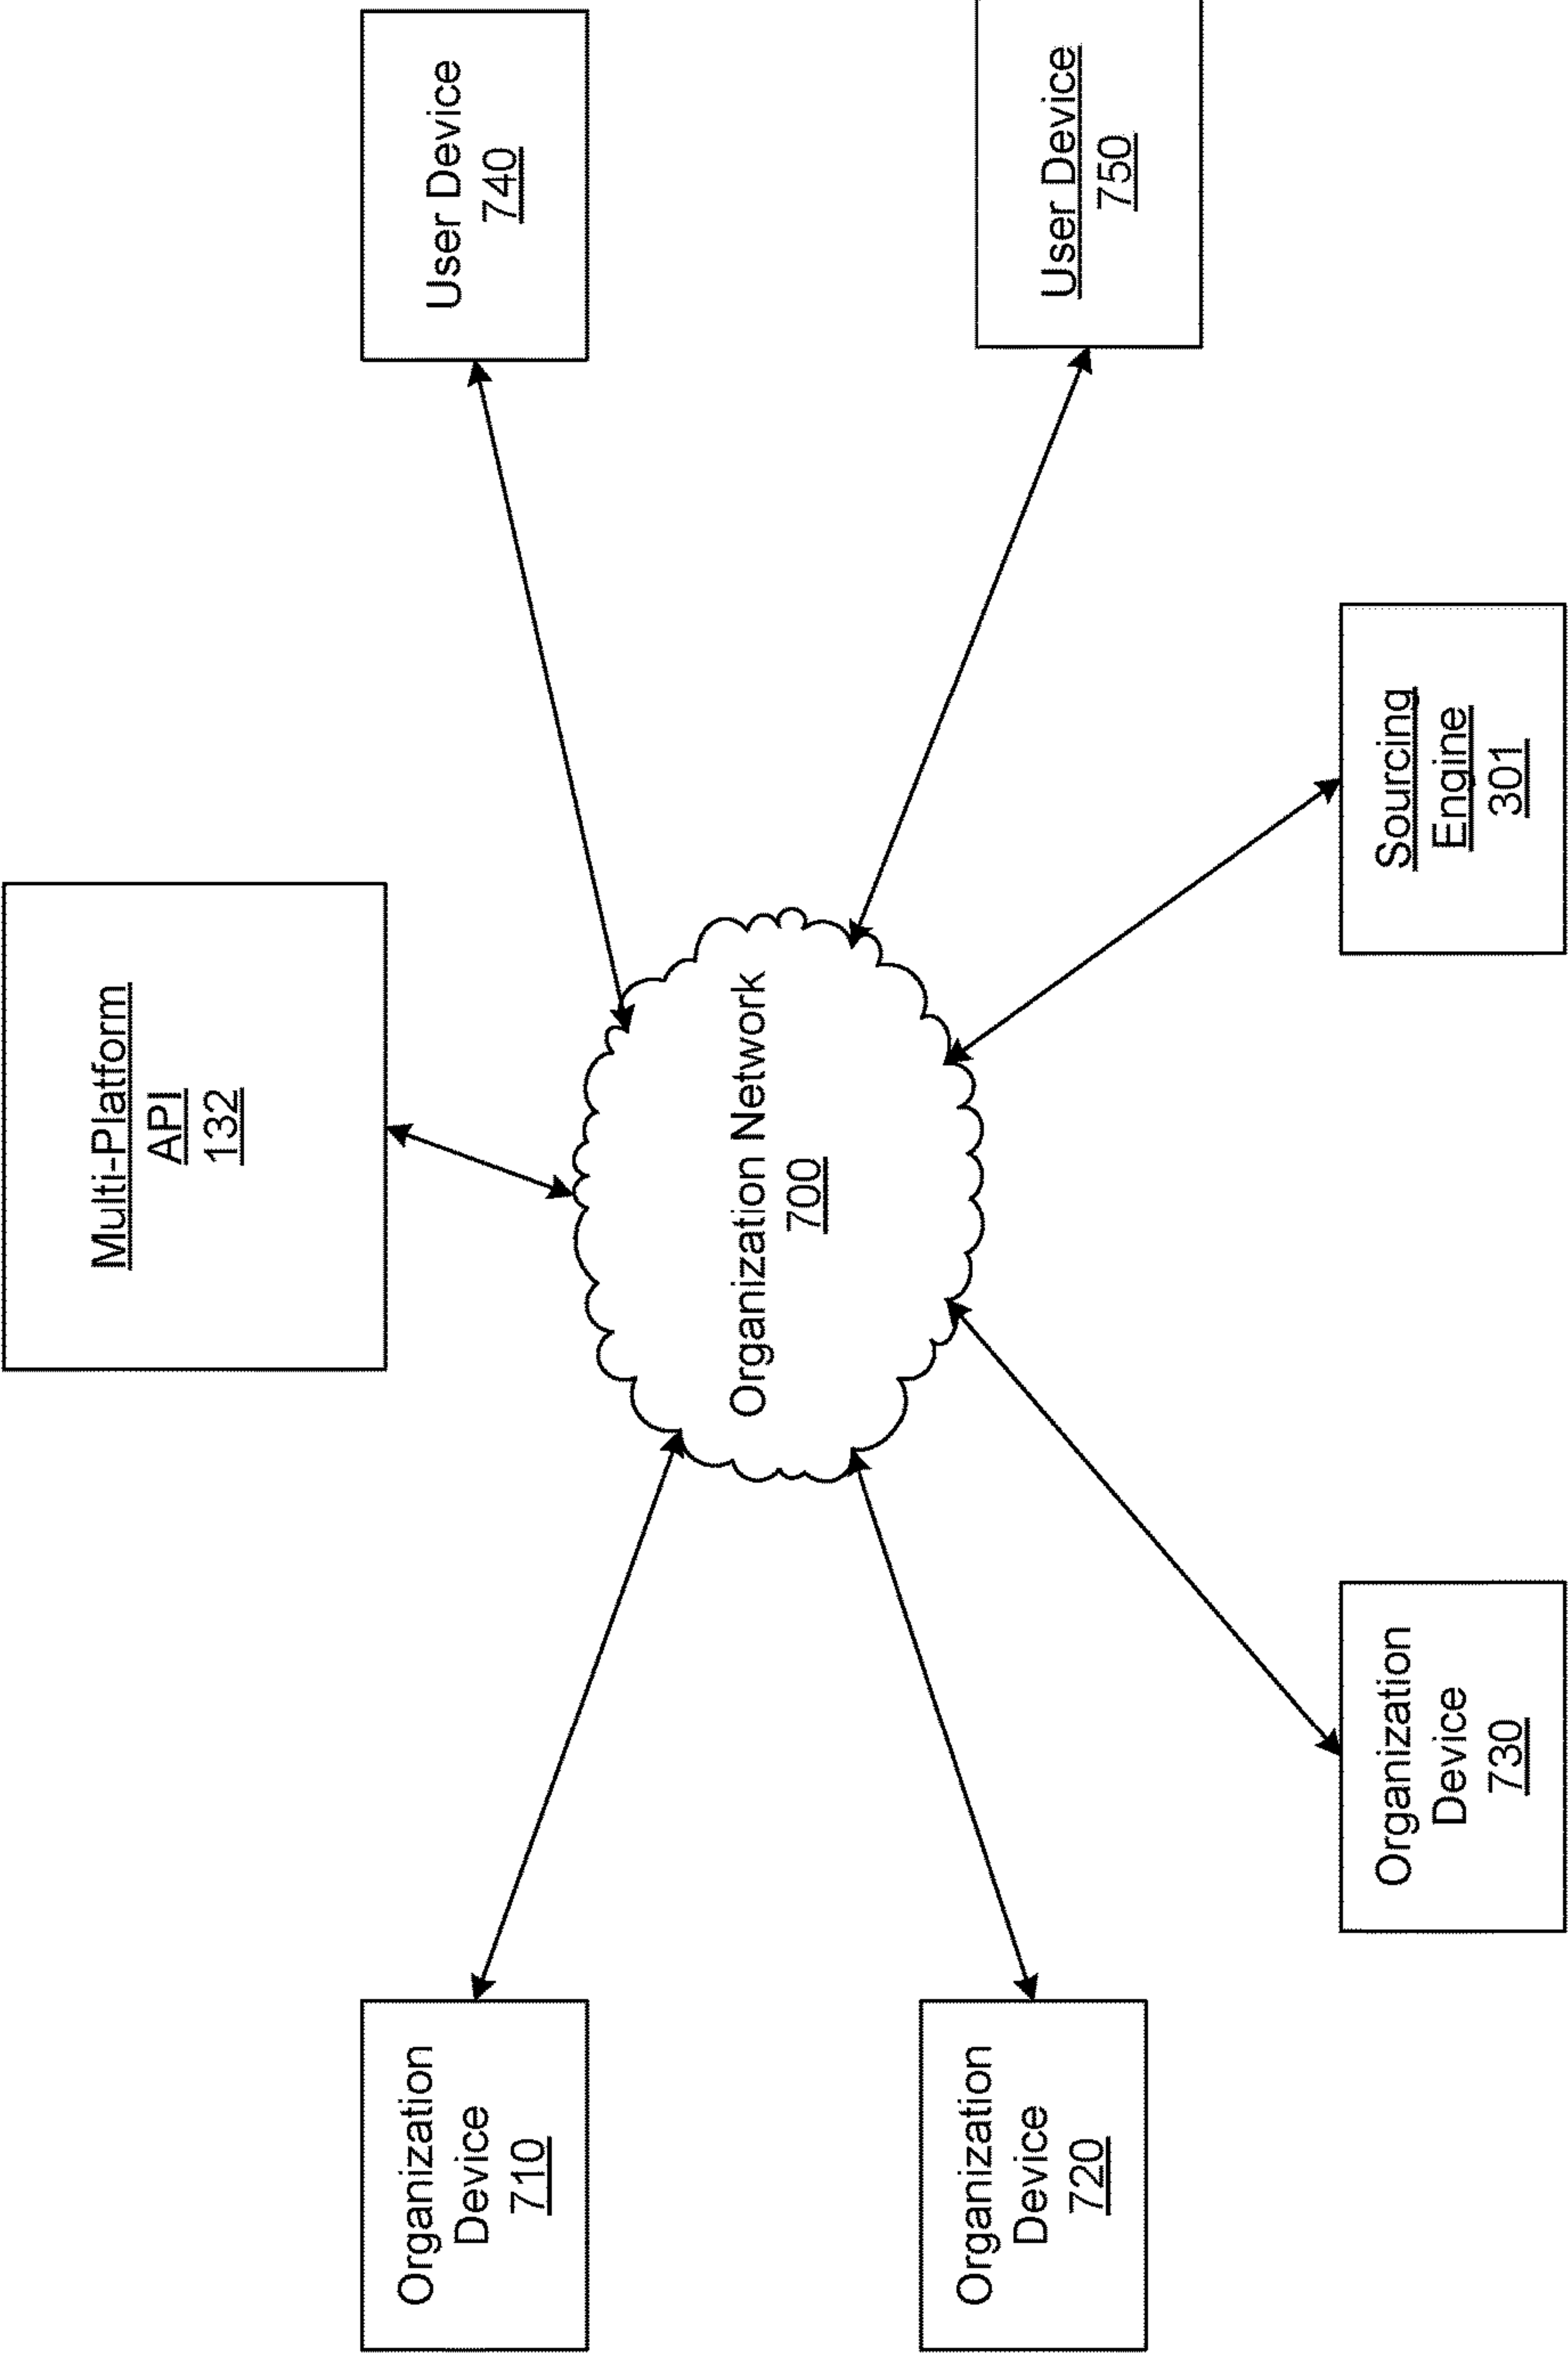 Multi-Platform
API
132
Organization
Device
710
User Device
740
Organization Network
700
Organization
Device
720
User Device
750
Organization
Device
730
Sourcing
Engine
301